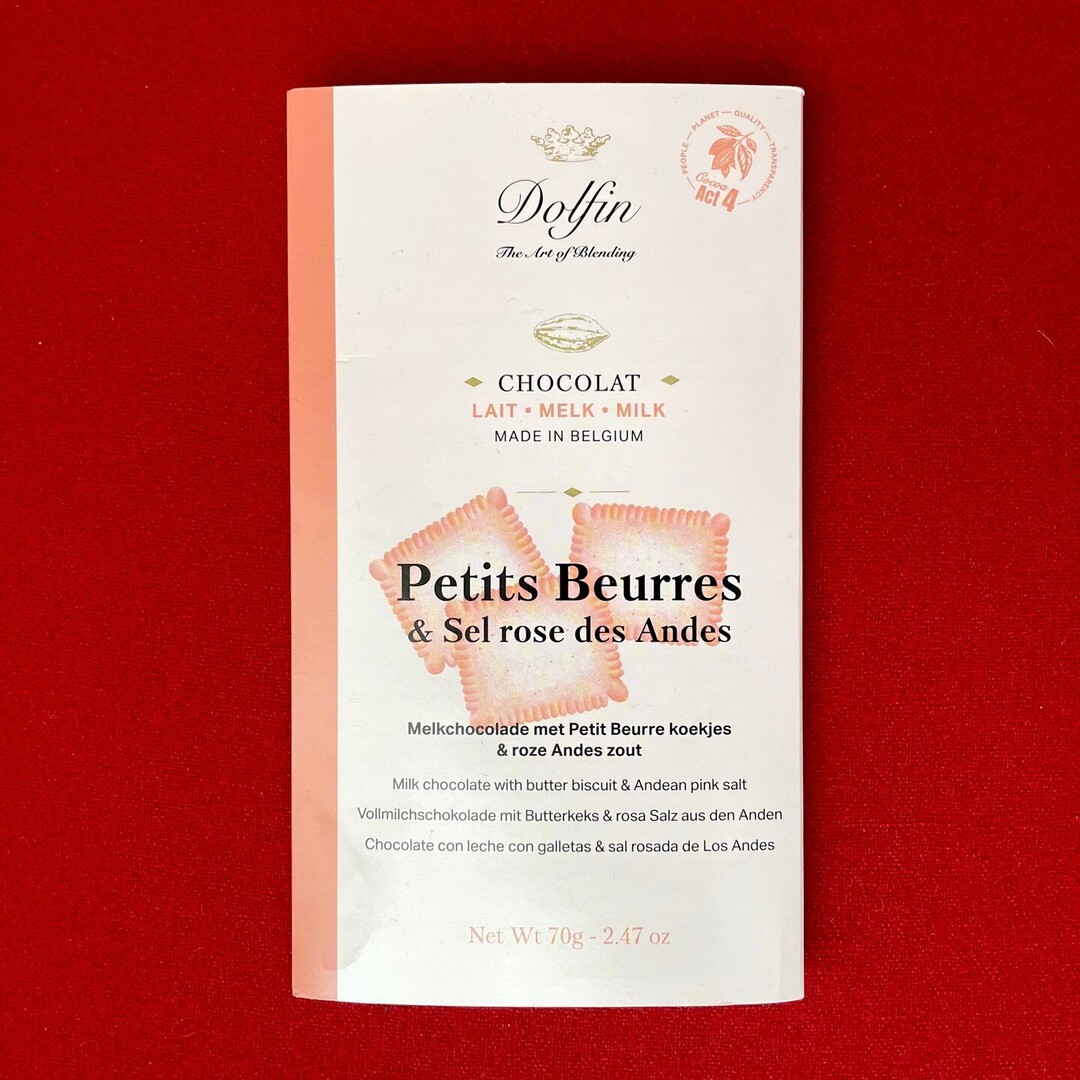 PEOPLE — PLANET — QUALITY — TRANSPARENCY
Cocoa
Act 4
Dolfin
The Art of Blending
CHOCOLAT
LAIT • MELK • MILK
MADE IN BELGIUM
Petits Beurres
& Sel rose des Andes
Melkchocolade met Petit Beurre koekjes
& roze Andes zout
Milk chocolate with butter biscuit & Andean pink salt
Vollmilchschokolade mit Butterkeks & rosa Salz aus den Anden
Chocolate con leche con galletas & sal rosada de Los Andes
Net Wt 70g - 2.47 oz